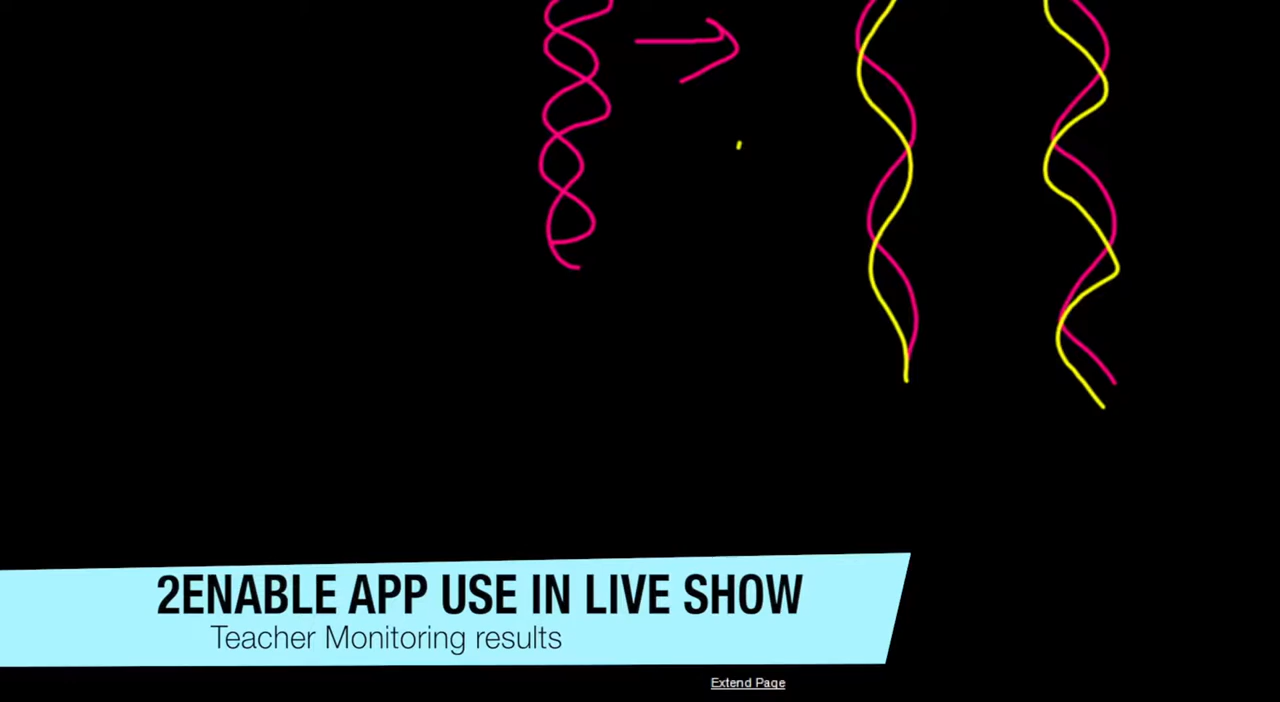 2ENABLE APP USE IN LIVE SHOW
Teacher Monitoring results
Extend Page